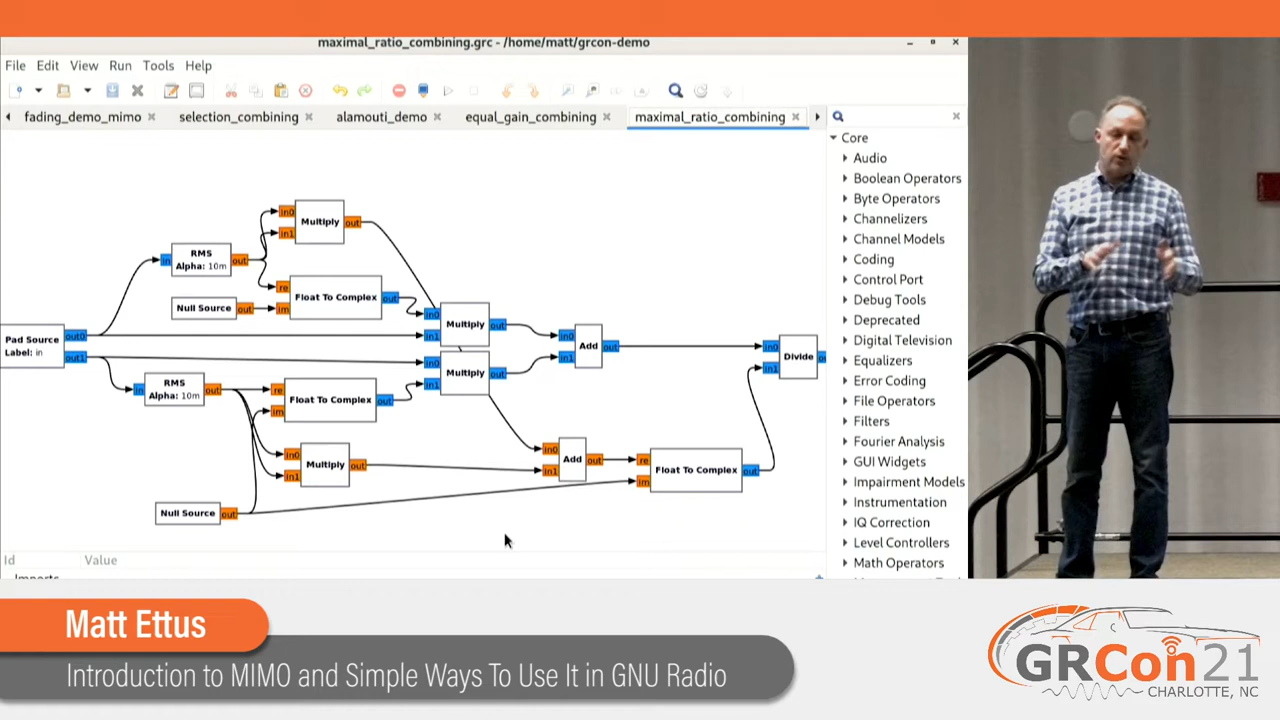 maximal_ratio_combining.grc - /home/matt/grcon-demo
File Edit View Run Tools Help
fading_demo_mimo selection_combining alamouti_demo equal_gain_combining maximal_ratio_combining
Core
Audio
Boolean Operators
Byte Operators
Channelizers
Channel Models
Coding
Control Port
Debug Tools
Deprecated
Digital Television
Equalizers
Error Coding
File Operators
Filters
Fourier Analysis
GUI Widgets
Impairment Models
Instrumentation
IQ Correction
Level Controllers
Math Operators
in0
in1
Multiply
out
in
RMS
Alpha: 10m
out
re
im
Float To Complex
out
Null Source
out
Pad Source
Label: in
out0
out1
in0
in1
Multiply
out
in0
in1
Multiply
out
in0
in1
Add
out
in0
in1
Divide
in
RMS
Alpha: 10m
out
re
im
Float To Complex
out
in0
in1
Multiply
out
in0
in1
Add
out
re
im
Float To Complex
out
Null Source
out
Id Value
Matt Ettus
Introduction to MIMO and Simple Ways To Use It in GNU Radio
GRCon21
CHARLOTTE, NC